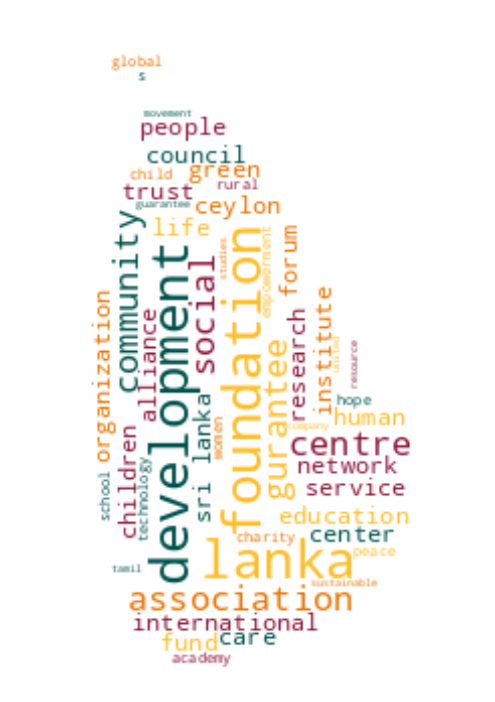 global
s
movement
people
council
child
green
rural
trust
guarantee
ceylon
life
community
development
social
studies
foundation
empowerment
forum
organization
alliance
research
institute
united
resource
hope
human
gurantee
company
sri lanka
women
children
technology
school
centre
network
service
education
center
charity
peace
lanka
tamil
sustainable
association
international
fund
care
academy